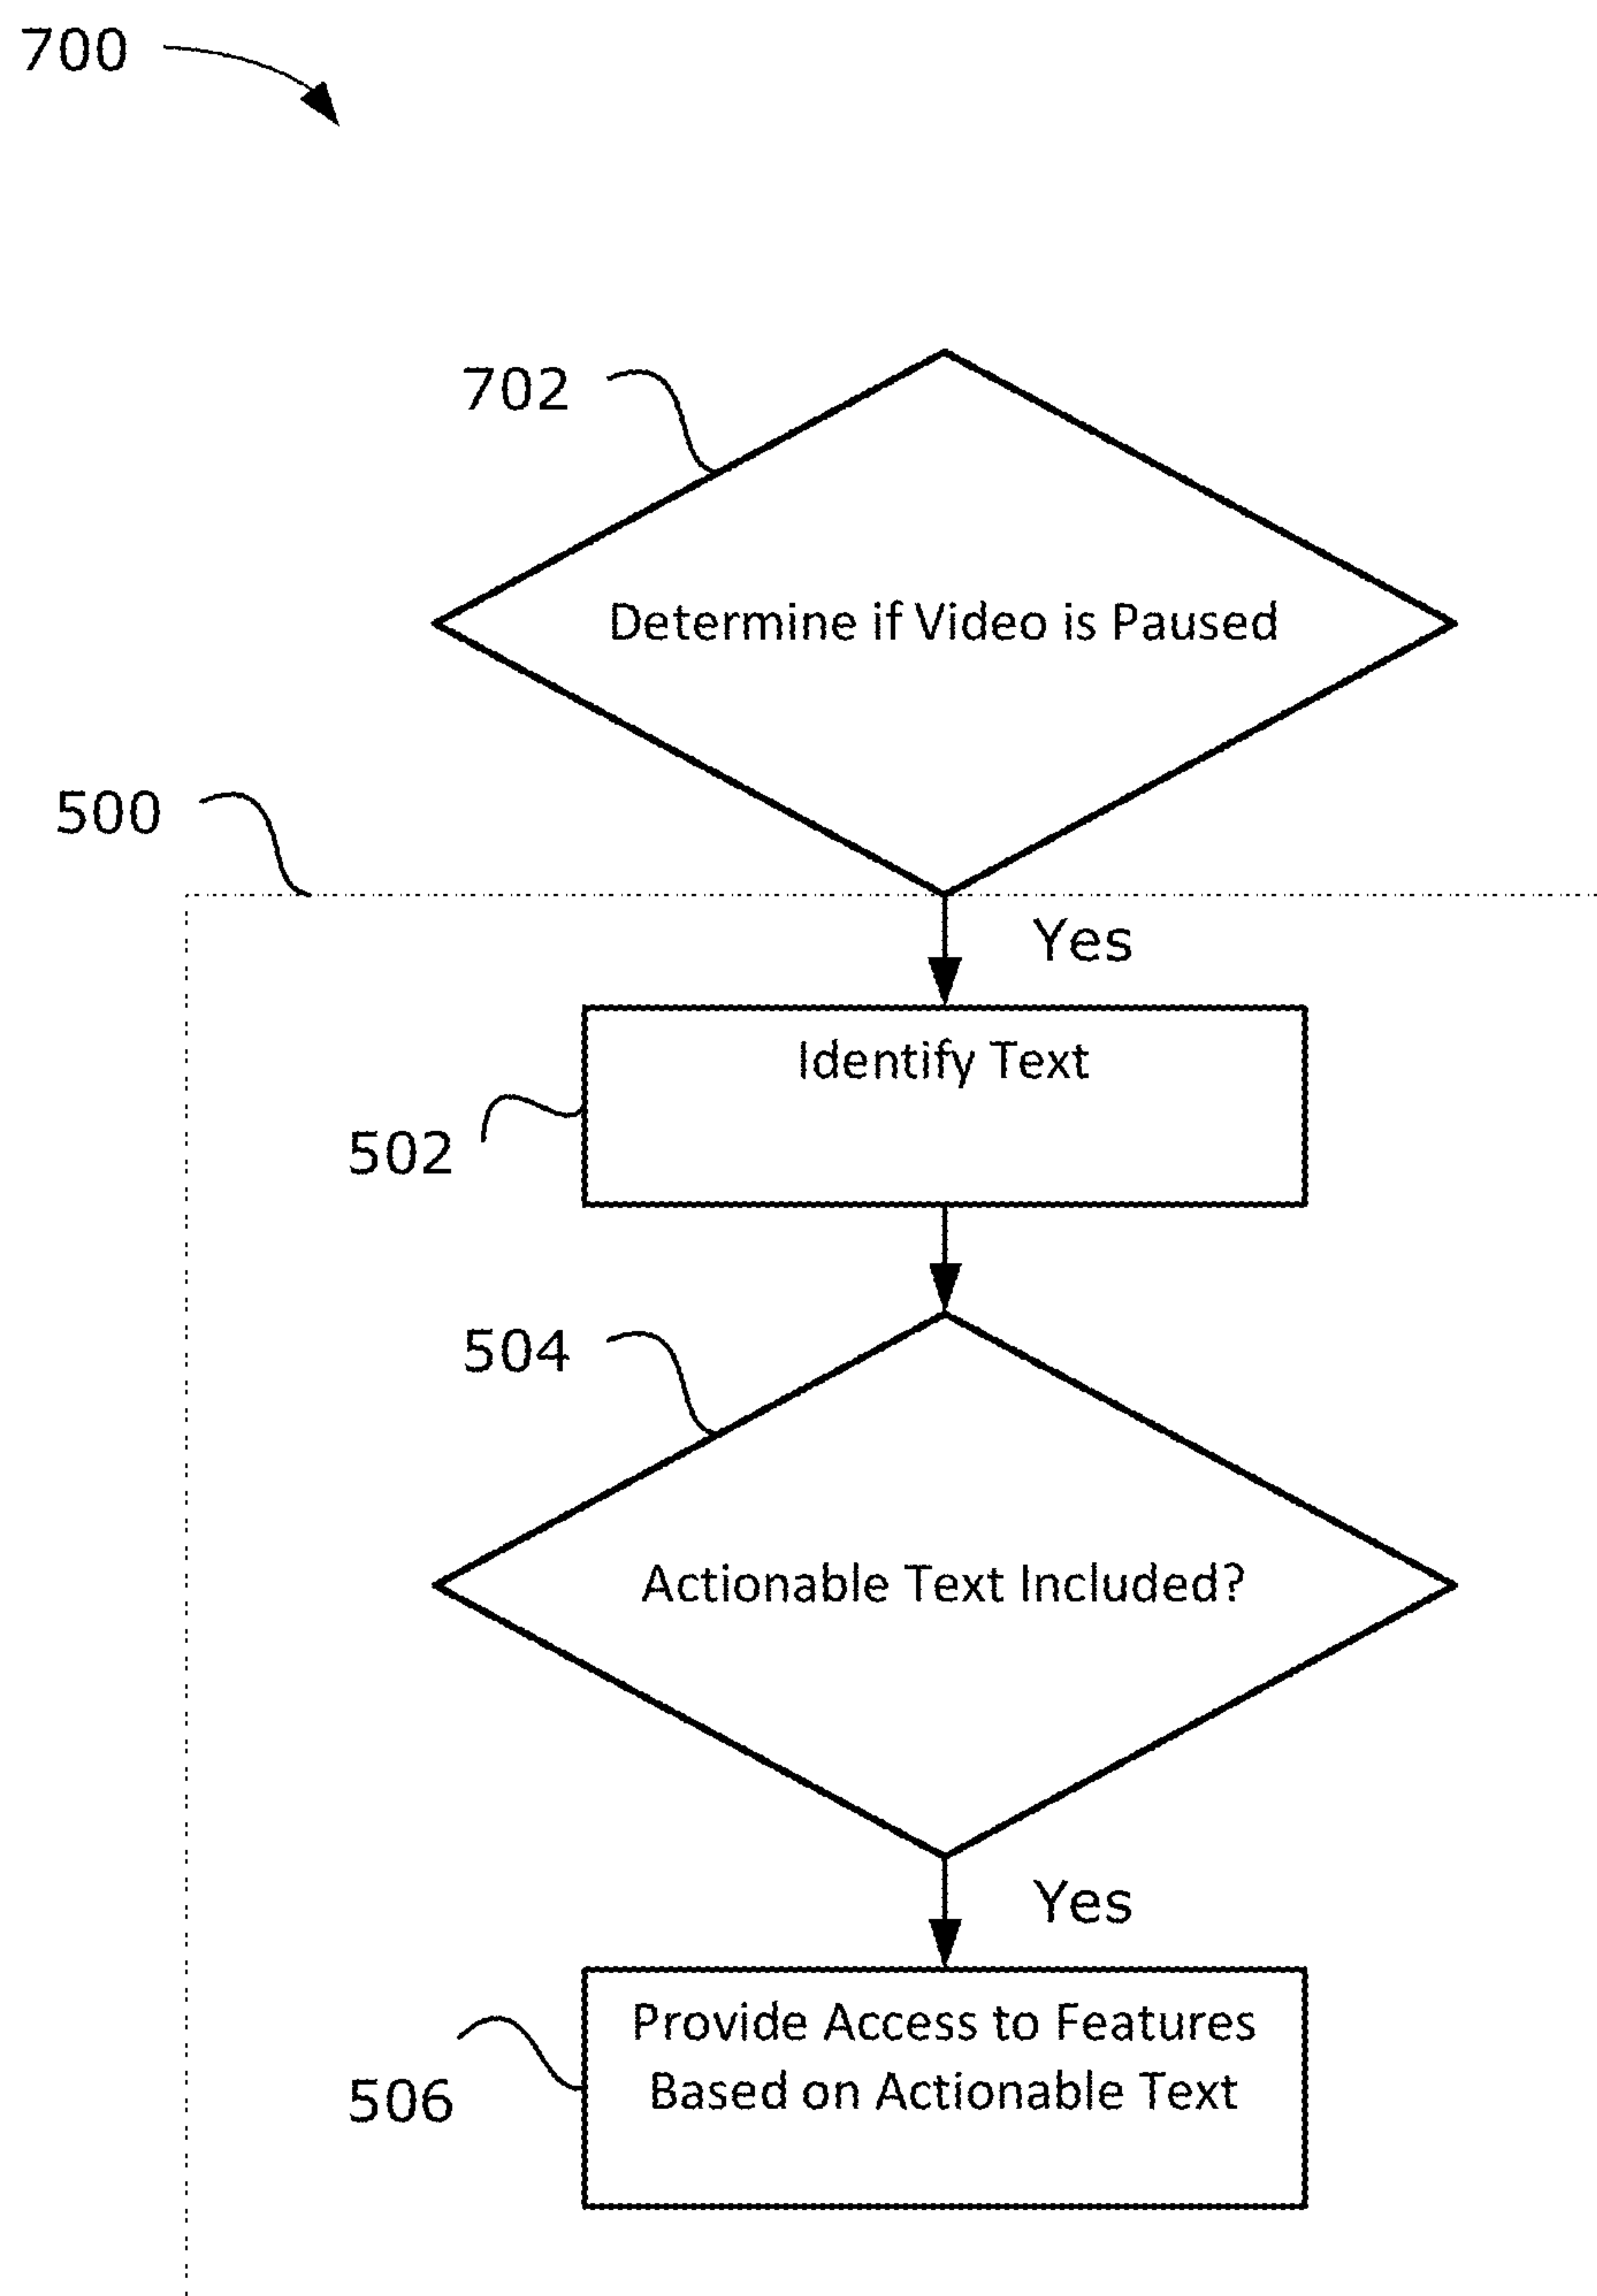 700
702
Determine if Video is Paused
500
Yes
Identify Text
502
504
Actionable Text Included?
Yes
Provide Access to Features
Based on Actionable Text
506